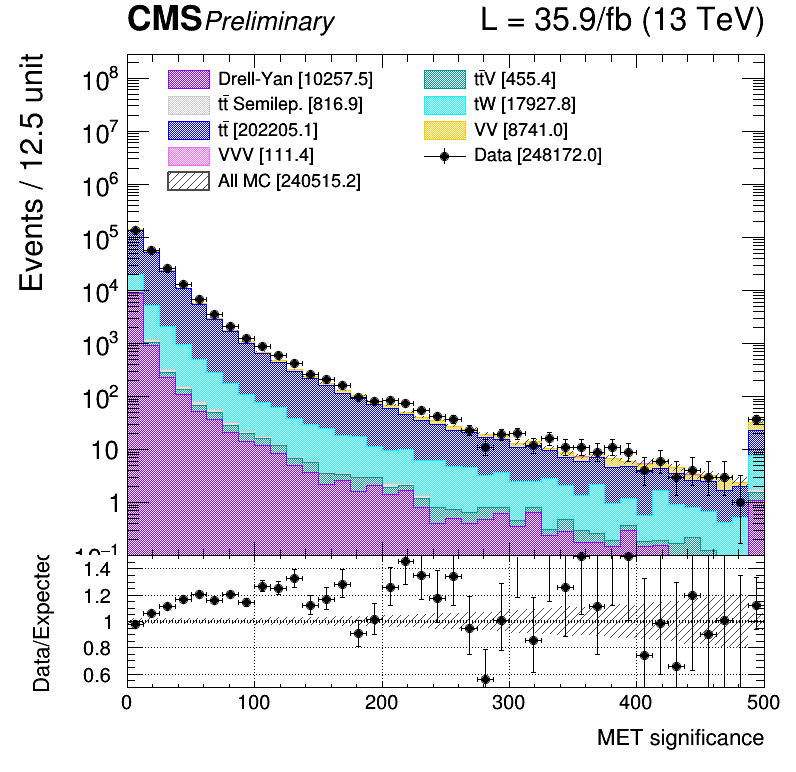 CMS Preliminary L = 35.9/fb (13 TeV)
Drell-Yan [10257.5] tt̄V [455.4]
tt̄ Semilep. [816.9] tW [17927.8]
tt̄ [202205.1] VV [8741.0]
VVV [111.4] Data [248172.0]
All MC [240515.2]
Events / 12.5 unit
10⁸
10⁷
10⁶
10⁵
10⁴
10³
10²
10
1
10⁻¹
Data/Expected
1.4
1.2
1
0.8
0.6
0 100 200 300 400 500
MET significance